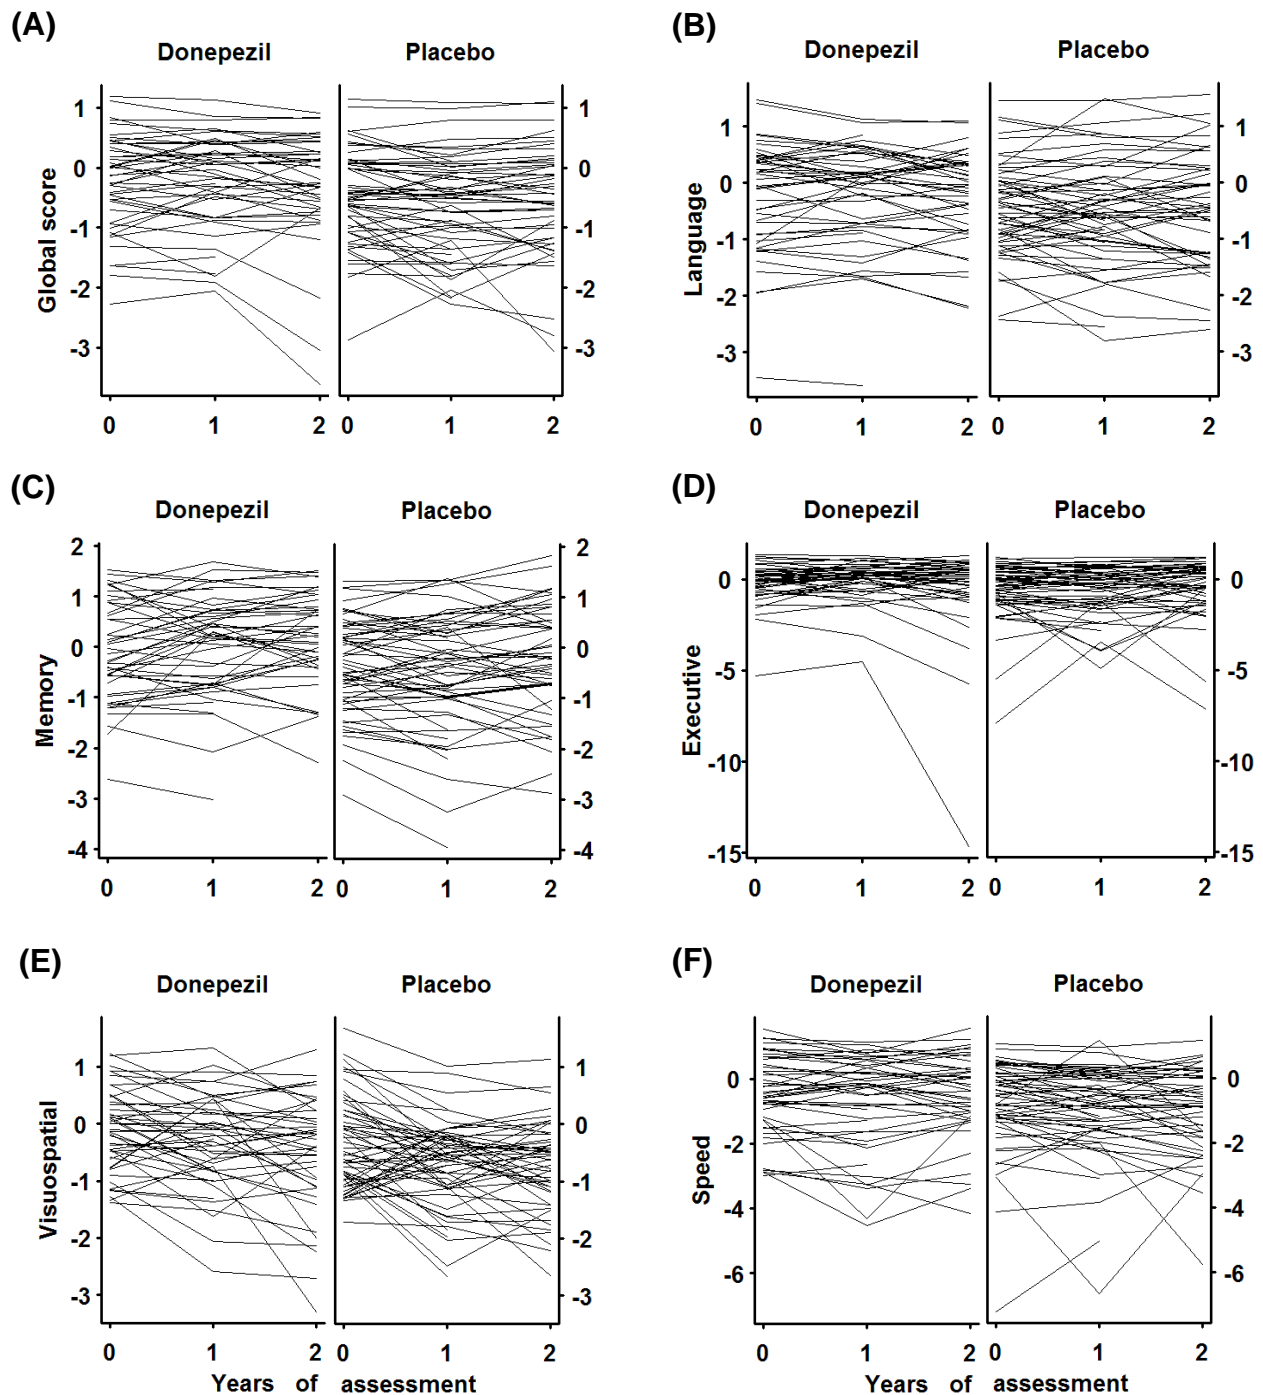 (A)
Donepezil Placebo
Global score
1 1
0 0
-1 -1
-2 -2
-3 -3
0 1 2 0 1 2
(B)
Donepezil Placebo
Language
1 1
0 0
-1 -1
-2 -2
-3 -3
0 1 2 0 1 2
(C)
Donepezil Placebo
Memory
2 2
1 1
0 0
-1 -1
-2 -2
-3 -3
-4 -4
0 1 2 0 1 2
(D)
Donepezil Placebo
Executive
0 0
-5 -5
-10 -10
-15 -15
0 1 2 0 1 2
(E)
Donepezil Placebo
Visuospatial
1 1
0 0
-1 -1
-2 -2
-3 -3
0 1 2 0 1 2
Years of assessment
(F)
Donepezil Placebo
Speed
0 0
-2 -2
-4 -4
-6 -6
0 1 2 0 1 2
Years of assessment